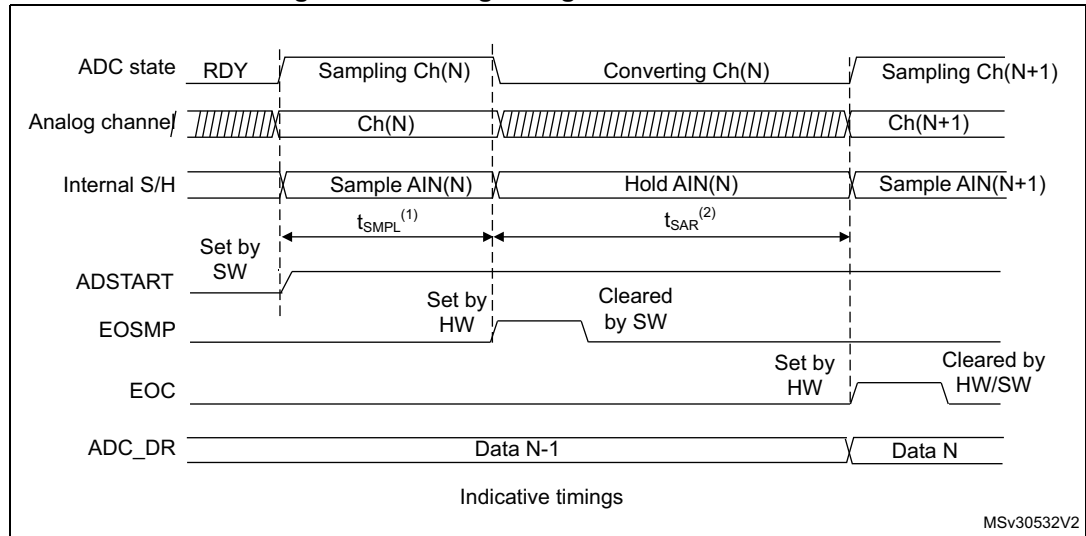 ADC state RDY Sampling Ch(N) Converting Ch(N) Sampling Ch(N+1)
Analog channel Ch(N) Ch(N+1)
Internal S/H Sample AIN(N) Hold AIN(N) Sample AIN(N+1)
tSMPL(1) tSAR(2)
Set by
SW
ADSTART
Set by
HW
Cleared
by SW
EOSMP
Set by
HW
Cleared by
HW/SW
EOC
ADC_DR Data N-1 Data N
Indicative timings
MSv30532V2